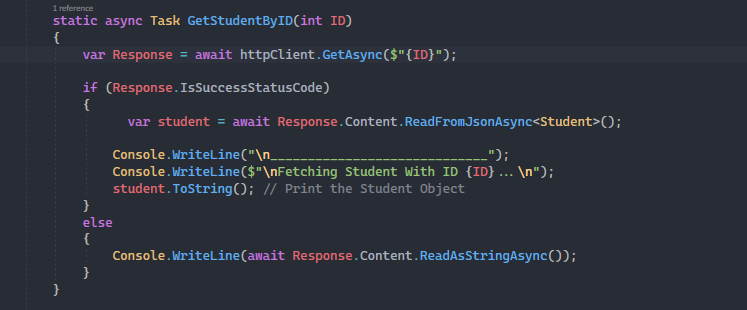 1 reference
static async Task GetStudentByID(int ID)
{
    var Response = await httpClient.GetAsync($"{ID}");

    if (Response.IsSuccessStatusCode)
    {
          var student = await Response.Content.ReadFromJsonAsync<Student>();

        Console.WriteLine("\n_____________________________");
        Console.WriteLine($"\nFetching Student With ID {ID}...\n");
        student.ToString(); // Print the Student Object
    }
    else
    {
        Console.WriteLine(await Response.Content.ReadAsStringAsync());
    }
}